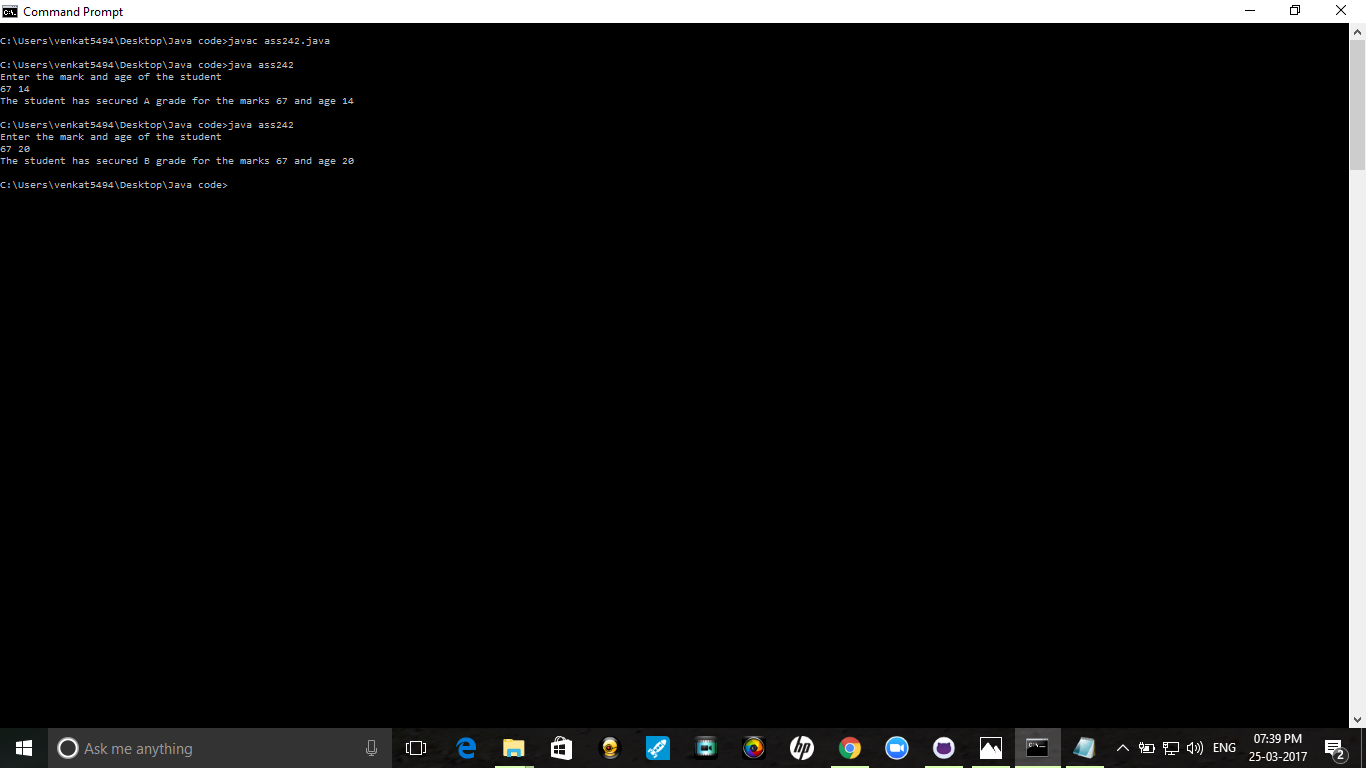 Command Prompt
C:\Users\venkat5494\Desktop\Java code>javac ass242.java
C:\Users\venkat5494\Desktop\Java code>java ass242
Enter the mark and age of the student
67 14
The student has secured A grade for the marks 67 and age 14
C:\Users\venkat5494\Desktop\Java code>java ass242
Enter the mark and age of the student
67 20
The student has secured B grade for the marks 67 and age 20
C:\Users\venkat5494\Desktop\Java code>
Ask me anything
hp
ENG
07:39 PM
25-03-2017
2